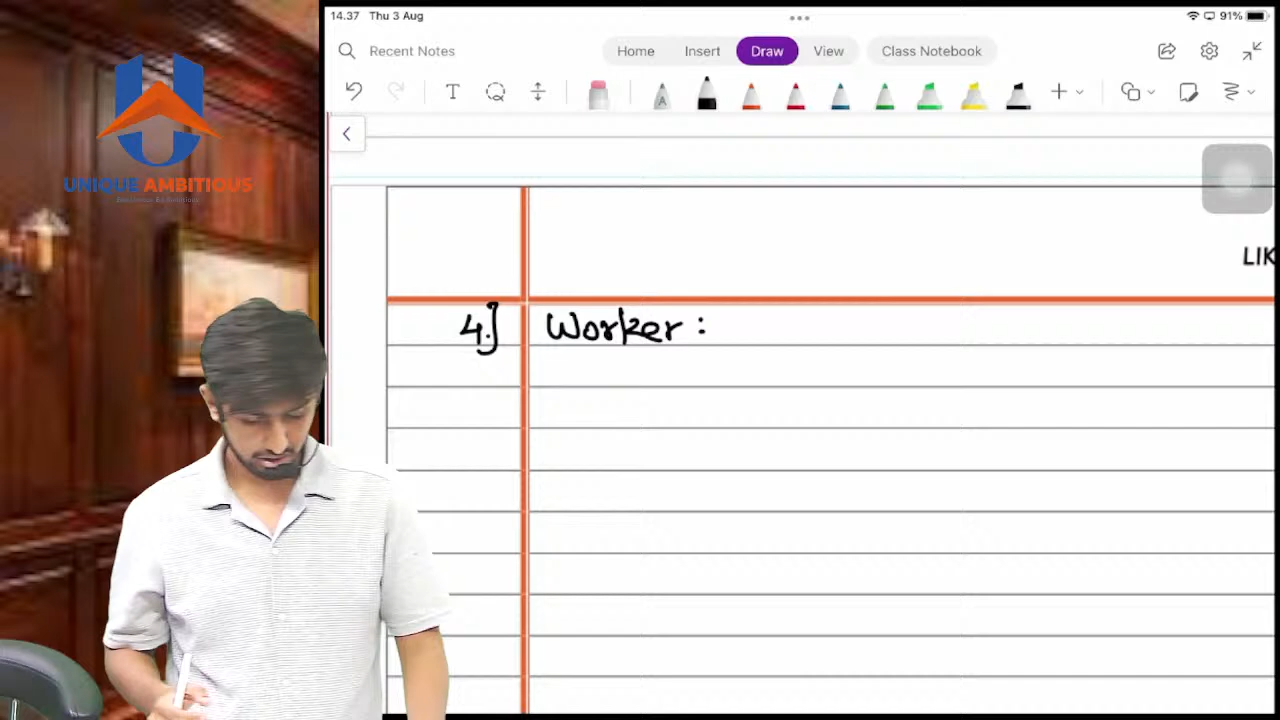 14.37 Thu 3 Aug
91%
Recent Notes
Home Insert Draw View Class Notebook
T
A
UNIQUE AMBITIOUS
LIK
4.] Worker :